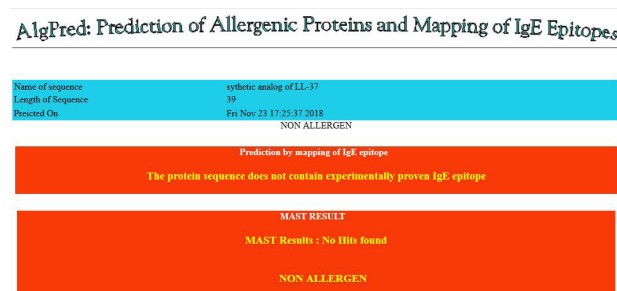 AlgPred: Prediction of Allergenic Proteins and Mapping of IgE Epitopes
Name of sequence sythetic analog of LL-37
Length of Sequence 39
Preicted On Fri Nov 23 17:25:37 2018
NON ALLERGEN
Prediction by mapping of IgE epitope
The protein sequence does not contain experimentally proven IgE epitope
MAST RESULT
MAST Results : No Hits found
NON ALLERGEN